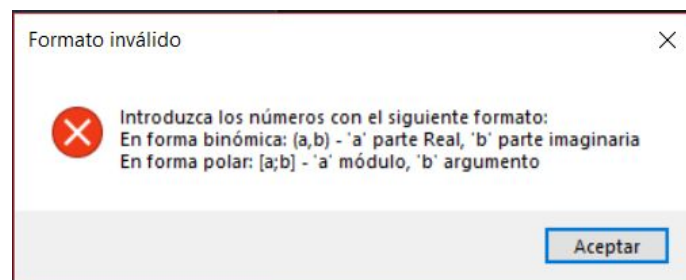 Formato inválido
Introduzca los números con el siguiente formato:
En forma binómica: (a,b) - 'a' parte Real, 'b' parte imaginaria
En forma polar: [a;b] - 'a' módulo, 'b' argumento
Aceptar